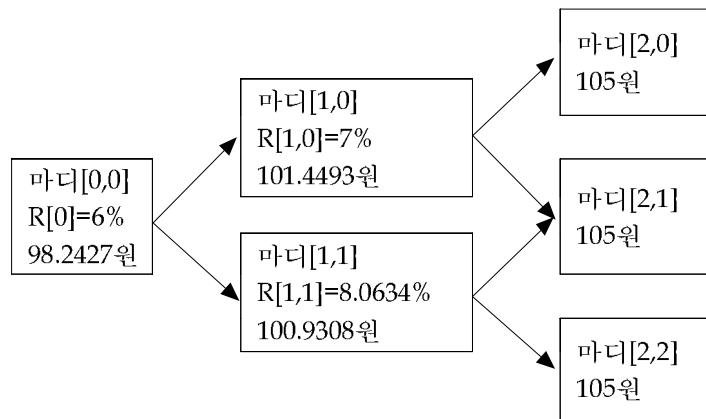 마디[0,0]
R[0]=6%
98.2427원
마디[1,0]
R[1,0]=7%
101.4493원
마디[1,1]
R[1,1]=8.0634%
100.9308원
마디[2,0]
105원
마디[2,1]
105원
마디[2,2]
105원